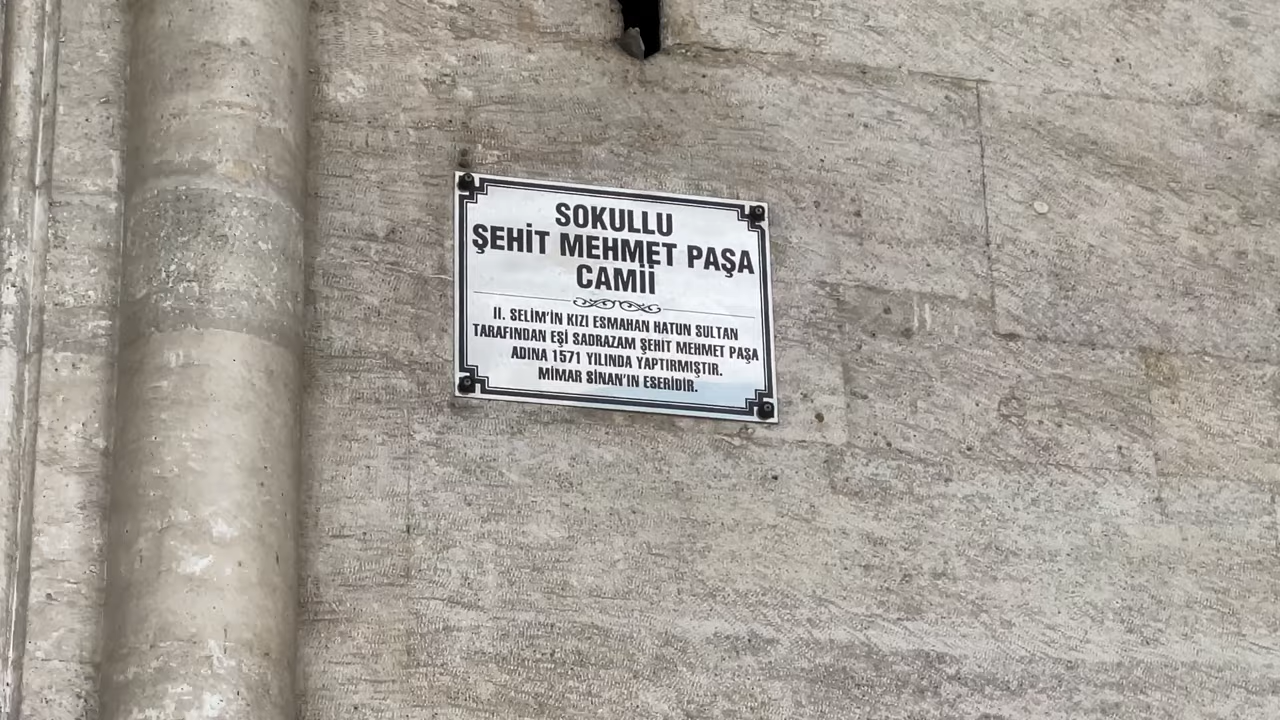 SOKULLU
ŞEHİT MEHMET PAŞA
CAMİİ
II. SELİM'İN KIZI ESMAHAN HATUN SULTAN
TARAFINDAN EŞİ SADRAZAM ŞEHİT MEHMET PAŞA
ADINA 1571 YILINDA YAPTIRMIŞTIR.
MİMAR SİNAN'IN ESERİDİR.